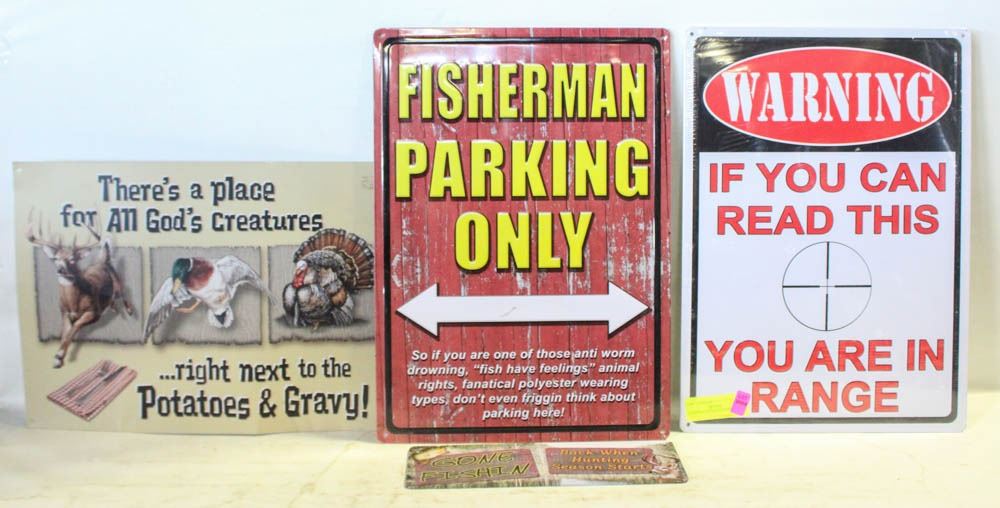 There's a place
for All God's Creatures
...right next to the
Potatoes & Gravy!
FISHERMAN
PARKING
ONLY
So if you are one of those anti worm
drowning, "fish have feelings" animal
rights, fanatical polyester wearing
types, don't even friggin think about
parking here!
WARNING
IF YOU CAN
READ THIS
YOU ARE IN
RANGE
GONE
FISHIN
Back When
Hunting
Season Starts